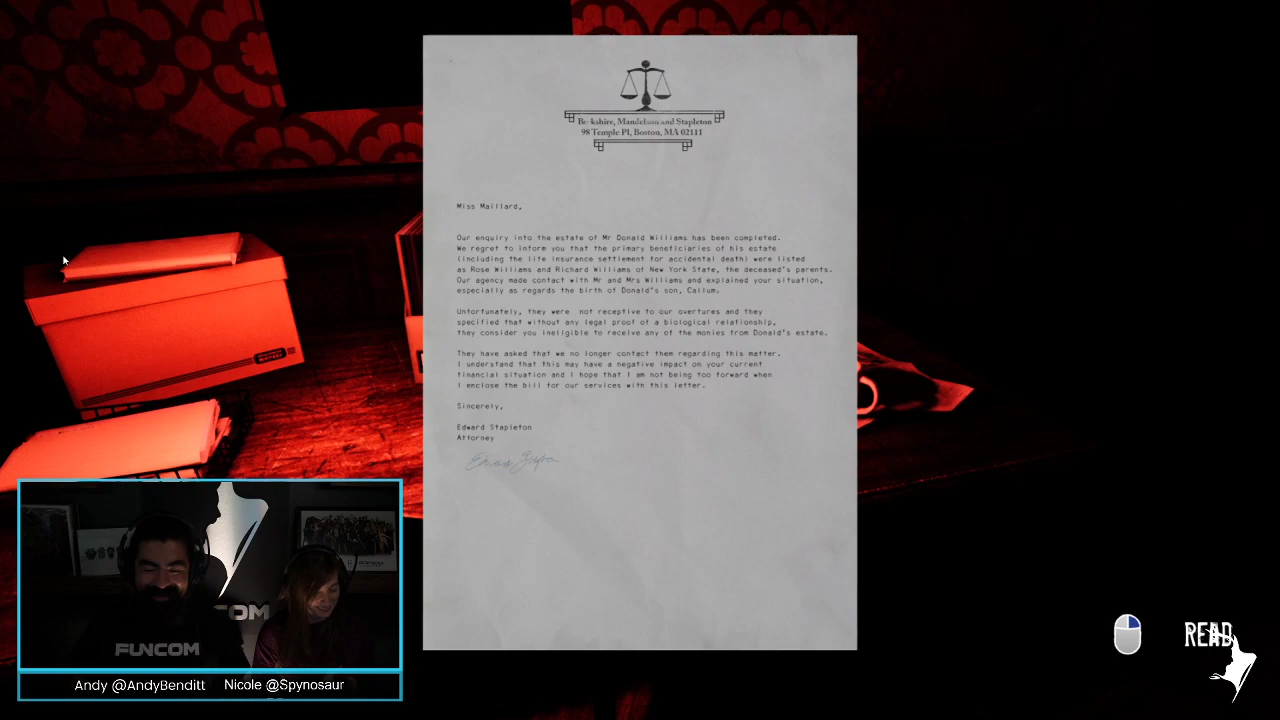 Berkshire, Mandelson and Stapleton
98 Temple Pl, Boston, MA 02111
Miss Maillard,
Our enquiry into the estate of Mr Donald Williams has been completed.
We regret to inform you that the primary beneficiaries of his estate
(including the life insurance settlement for accidental death) were listed
as Rose Williams and Richard Williams of New York State, the deceased's parents.
Our agency made contact with Mr and Mrs Williams and explained your situation,
especially as regards the birth of Donald's son, Callum.
Unfortunately, they were not receptive to our overtures and they
specified that without any legal proof of a biological relationship,
they consider you ineligible to receive any of the monies from Donald's estate.
They have asked that we no longer contact them regarding this matter.
I understand that this may have a negative impact on your current
financial situation and I hope that I am not being too forward when
I enclose the bill for our services with this letter.
Sincerely,
Edward Stapleton
Attorney
COM
FUNCOM
Andy @AndyBenditt Nicole @Spynosaur
READ